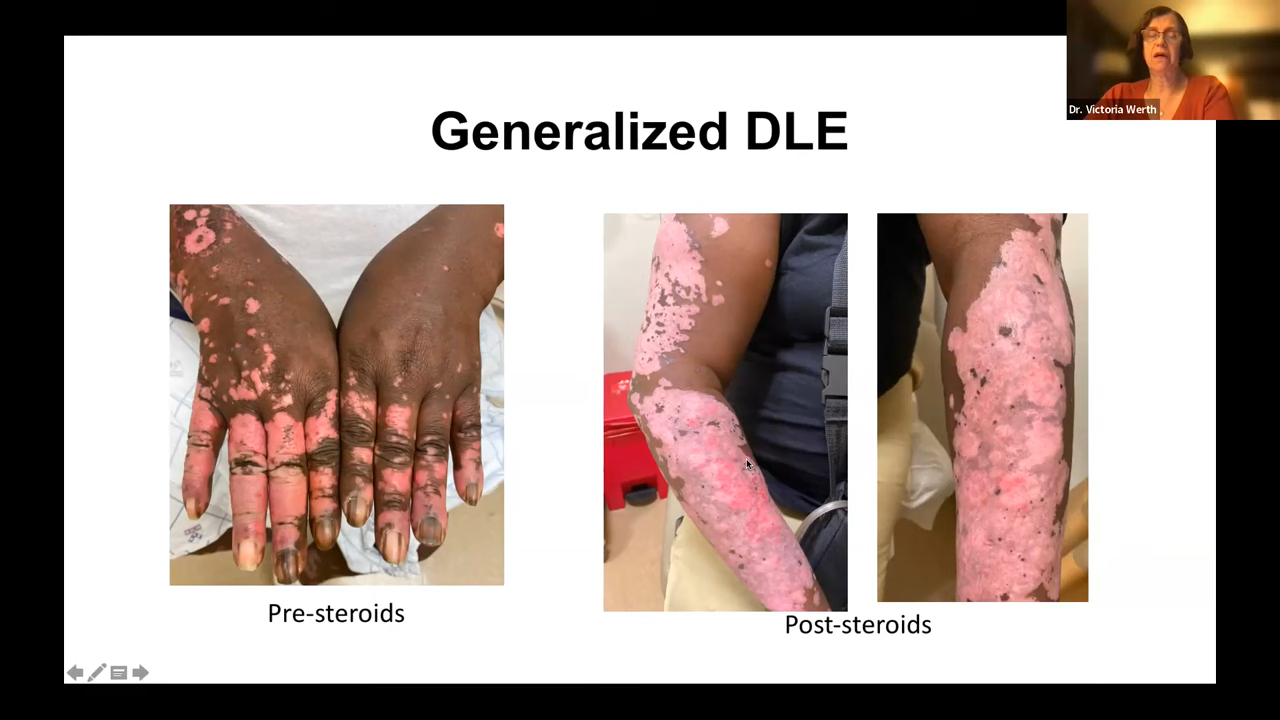 Dr. Victoria Werth
Generalized DLE
Pre-steroids
Post-steroids